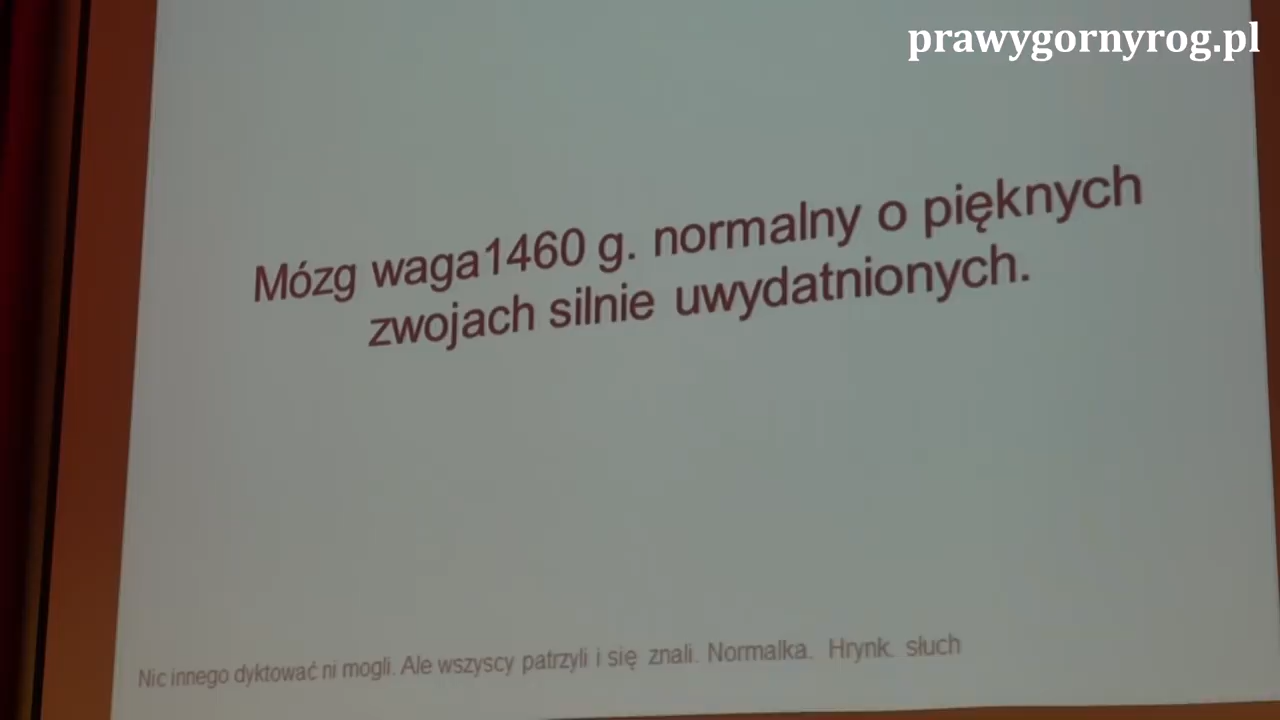 prawygornyrog.pl
Mózg waga1460 g. normalny o pięknych
zwojach silnie uwydatnionych.
Nic innego dyktować ni mogli. Ale wszyscy patrzyli i się znali. Normalka. Hrynk. słuch